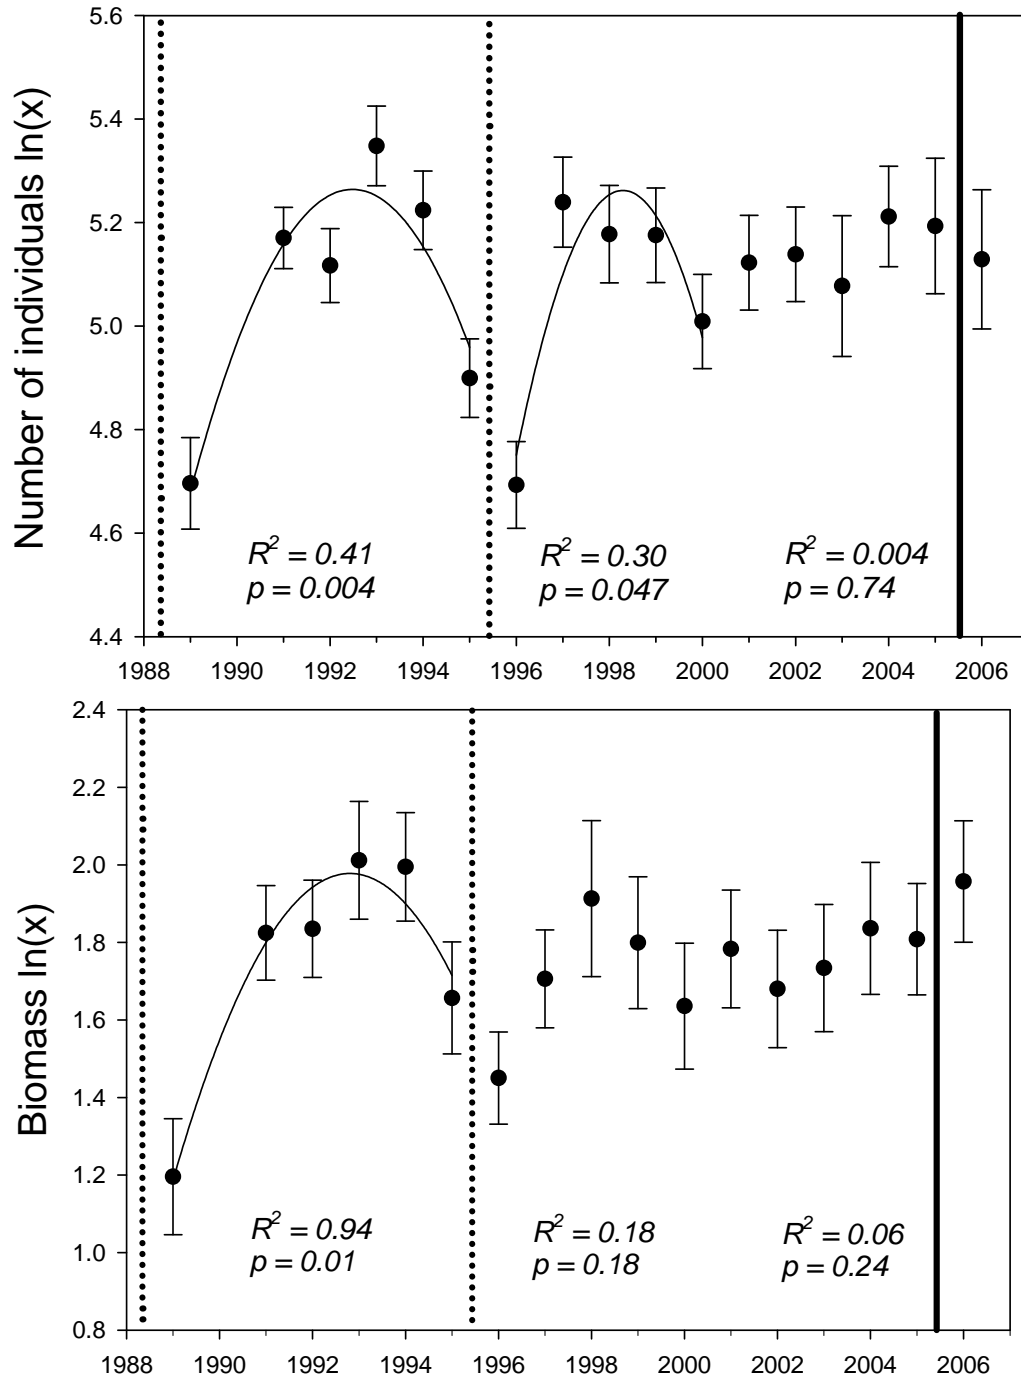 Number of individuals ln(x)
5.6
5.4
5.2
5.0
4.8
4.6
4.4
R² = 0.41
p = 0.004
R² = 0.30
p = 0.047
R² = 0.004
p = 0.74
1988 1990 1992 1994 1996 1998 2000 2002 2004 2006
Biomass ln(x)
2.4
2.2
2.0
1.8
1.6
1.4
1.2
1.0
0.8
R² = 0.94
p = 0.01
R² = 0.18
p = 0.18
R² = 0.06
p = 0.24
1988 1990 1992 1994 1996 1998 2000 2002 2004 2006